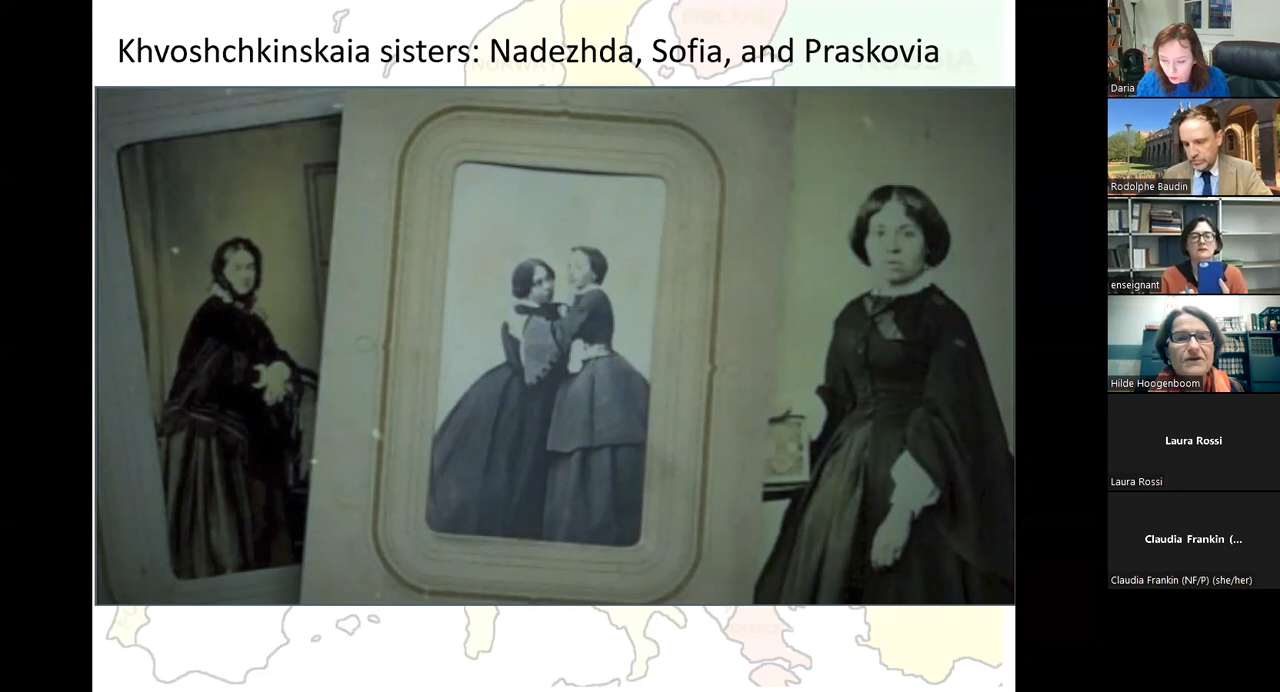 Khvoshchkinskaia sisters: Nadezhda, Sofia, and Praskovia
Daria
Rodolphe Baudin
enseignant
Hilde Hoogenboom
Laura Rossi
Laura Rossi
Claudia Frankin (...
Claudia Frankin (NF/P) (she/her)